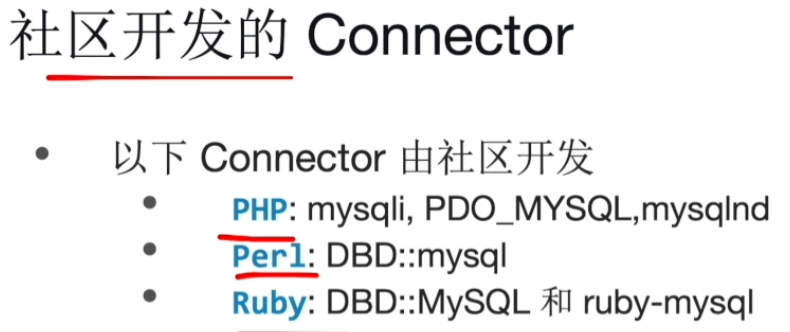 社区开发的 Connector
• 以下 Connector 由社区开发
• PHP: mysqli, PDO_MYSQL,mysqlnd
• Perl: DBD::mysql
• Ruby: DBD::MySQL 和 ruby-mysql